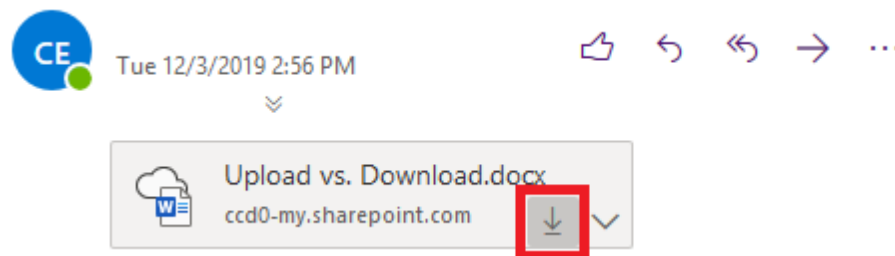 CE
Tue 12/3/2019 2:56 PM
Upload vs. Download.docx
W
ccd0-my.sharepoint.com